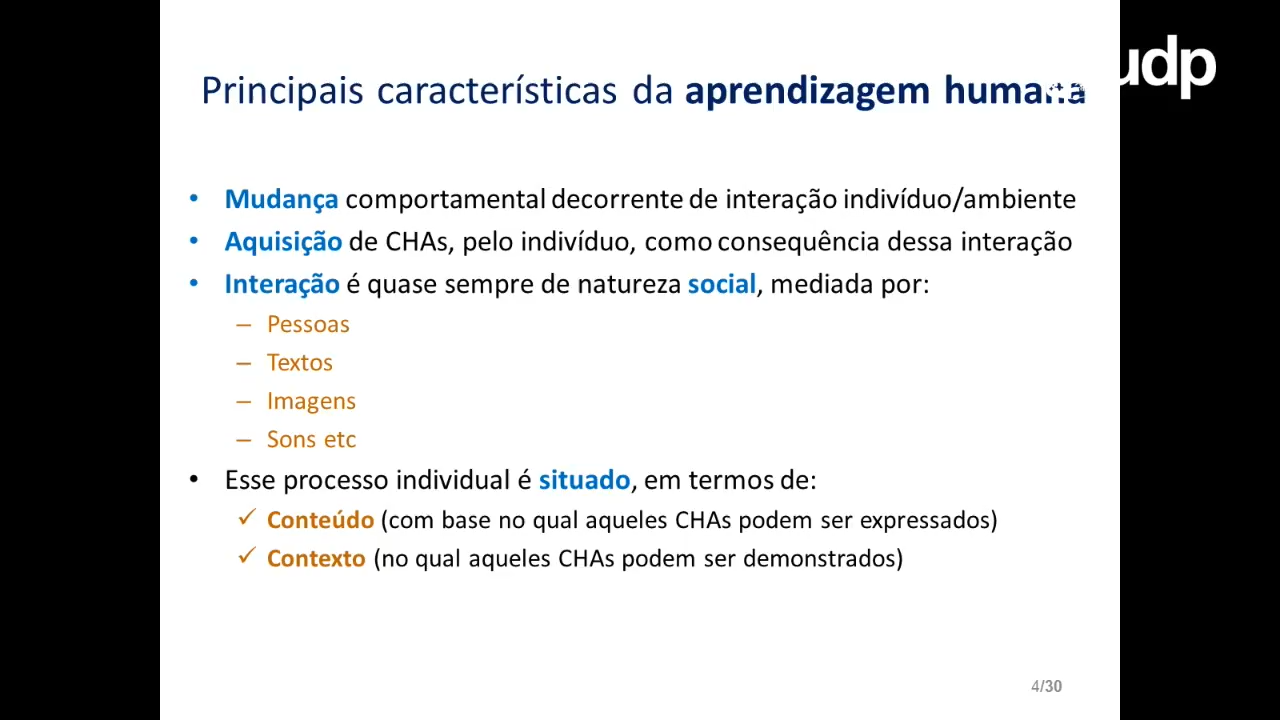 Principais características da aprendizagem humana
udp
• Mudança comportamental decorrente de interação indivíduo/ambiente
• Aquisição de CHAs, pelo indivíduo, como consequência dessa interação
• Interação é quase sempre de natureza social, mediada por:
– Pessoas
– Textos
– Imagens
– Sons etc
• Esse processo individual é situado, em termos de:
✓ Conteúdo (com base no qual aqueles CHAs podem ser expressados)
✓ Contexto (no qual aqueles CHAs podem ser demonstrados)
4/30